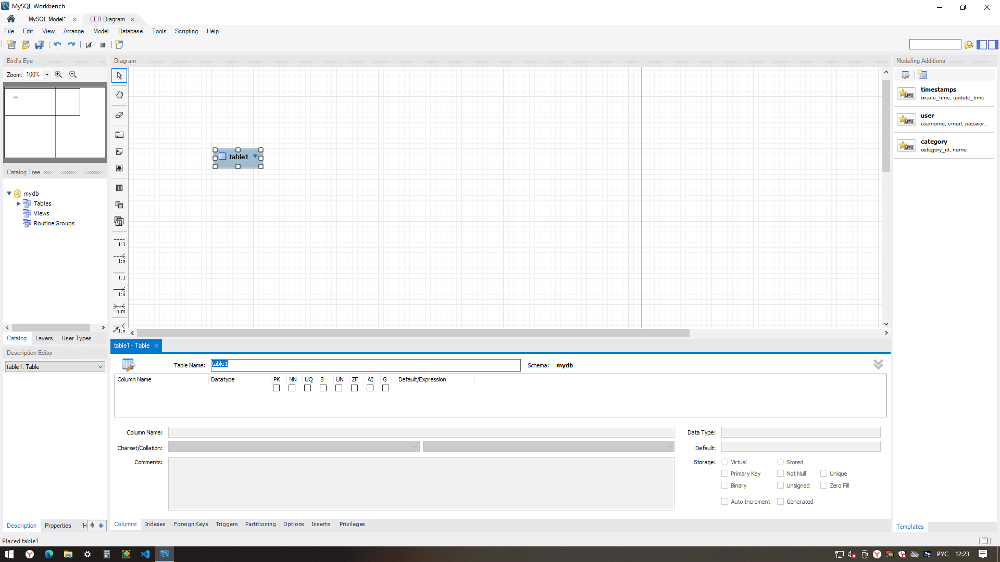 MySQL Workbench
MySQL Model*
EER Diagram
File Edit View Arrange Model Database Tools Scripting Help
Bird's Eye
Zoom: 100%
Diagram
Modeling Additions
timestamps
create_time, update_time
user
username, email, passwor...
category
category_id, name
table1
Catalog Tree
mydb
Tables
Views
Routine Groups
1:1
1:n
1:1
1:n
n:m
1:n
Catalog Layers User Types
Description Editor
table1: Table
table1 - Table
Table Name: table1 Schema: mydb
Column Name Datatype PK NN UQ B UN ZF AI G Default/Expression
Column Name: Data Type:
Charset/Collation: Default:
Comments: Storage: Virtual Stored
Primary Key Not Null Unique
Binary Unsigned Zero Fill
Auto Increment Generated
Columns Indexes Foreign Keys Triggers Partitioning Options Inserts Privileges
Description Properties H
Templates
Placed table1
РУС 12:23